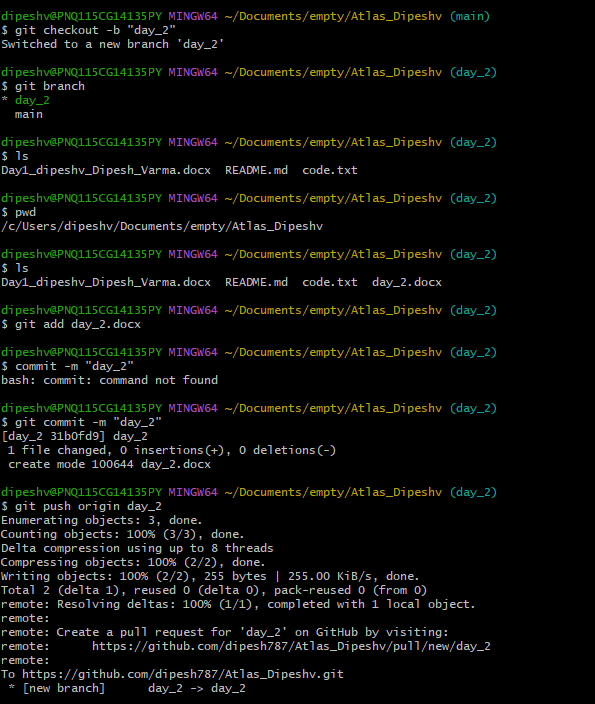 dipeshv@PNQ115CG14135PY MINGW64 ~/Documents/empty/Atlas_Dipeshv (main)
$ git checkout -b "day_2"
Switched to a new branch 'day_2'
dipeshv@PNQ115CG14135PY MINGW64 ~/Documents/empty/Atlas_Dipeshv (day_2)
$ git branch
* day_2
  main
dipeshv@PNQ115CG14135PY MINGW64 ~/Documents/empty/Atlas_Dipeshv (day_2)
$ ls
Day1_dipeshv_Dipesh_Varma.docx  README.md  code.txt
dipeshv@PNQ115CG14135PY MINGW64 ~/Documents/empty/Atlas_Dipeshv (day_2)
$ pwd
/c/Users/dipeshv/Documents/empty/Atlas_Dipeshv
dipeshv@PNQ115CG14135PY MINGW64 ~/Documents/empty/Atlas_Dipeshv (day_2)
$ ls
Day1_dipeshv_Dipesh_Varma.docx  README.md  code.txt  day_2.docx
dipeshv@PNQ115CG14135PY MINGW64 ~/Documents/empty/Atlas_Dipeshv (day_2)
$ git add day_2.docx
dipeshv@PNQ115CG14135PY MINGW64 ~/Documents/empty/Atlas_Dipeshv (day_2)
$ commit -m "day_2"
bash: commit: command not found
dipeshv@PNQ115CG14135PY MINGW64 ~/Documents/empty/Atlas_Dipeshv (day_2)
$ git commit -m "day_2"
[day_2 31b0fd9] day_2
 1 file changed, 0 insertions(+), 0 deletions(-)
 create mode 100644 day_2.docx
dipeshv@PNQ115CG14135PY MINGW64 ~/Documents/empty/Atlas_Dipeshv (day_2)
$ git push origin day_2
Enumerating objects: 3, done.
Counting objects: 100% (3/3), done.
Delta compression using up to 8 threads
Compressing objects: 100% (2/2), done.
Writing objects: 100% (2/2), 255 bytes | 255.00 KiB/s, done.
Total 2 (delta 1), reused 0 (delta 0), pack-reused 0 (from 0)
remote: Resolving deltas: 100% (1/1), completed with 1 local object.
remote:
remote: Create a pull request for 'day_2' on GitHub by visiting:
remote:      https://github.com/dipesh787/Atlas_Dipeshv/pull/new/day_2
remote:
To https://github.com/dipesh787/Atlas_Dipeshv.git
 * [new branch]      day_2 -> day_2